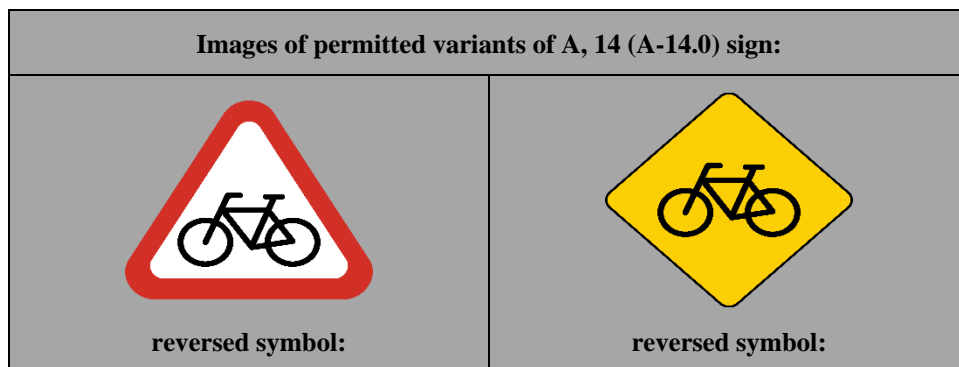 Images of permitted variants of A, 14 (A-14.0) sign:
reversed symbol:
reversed symbol: